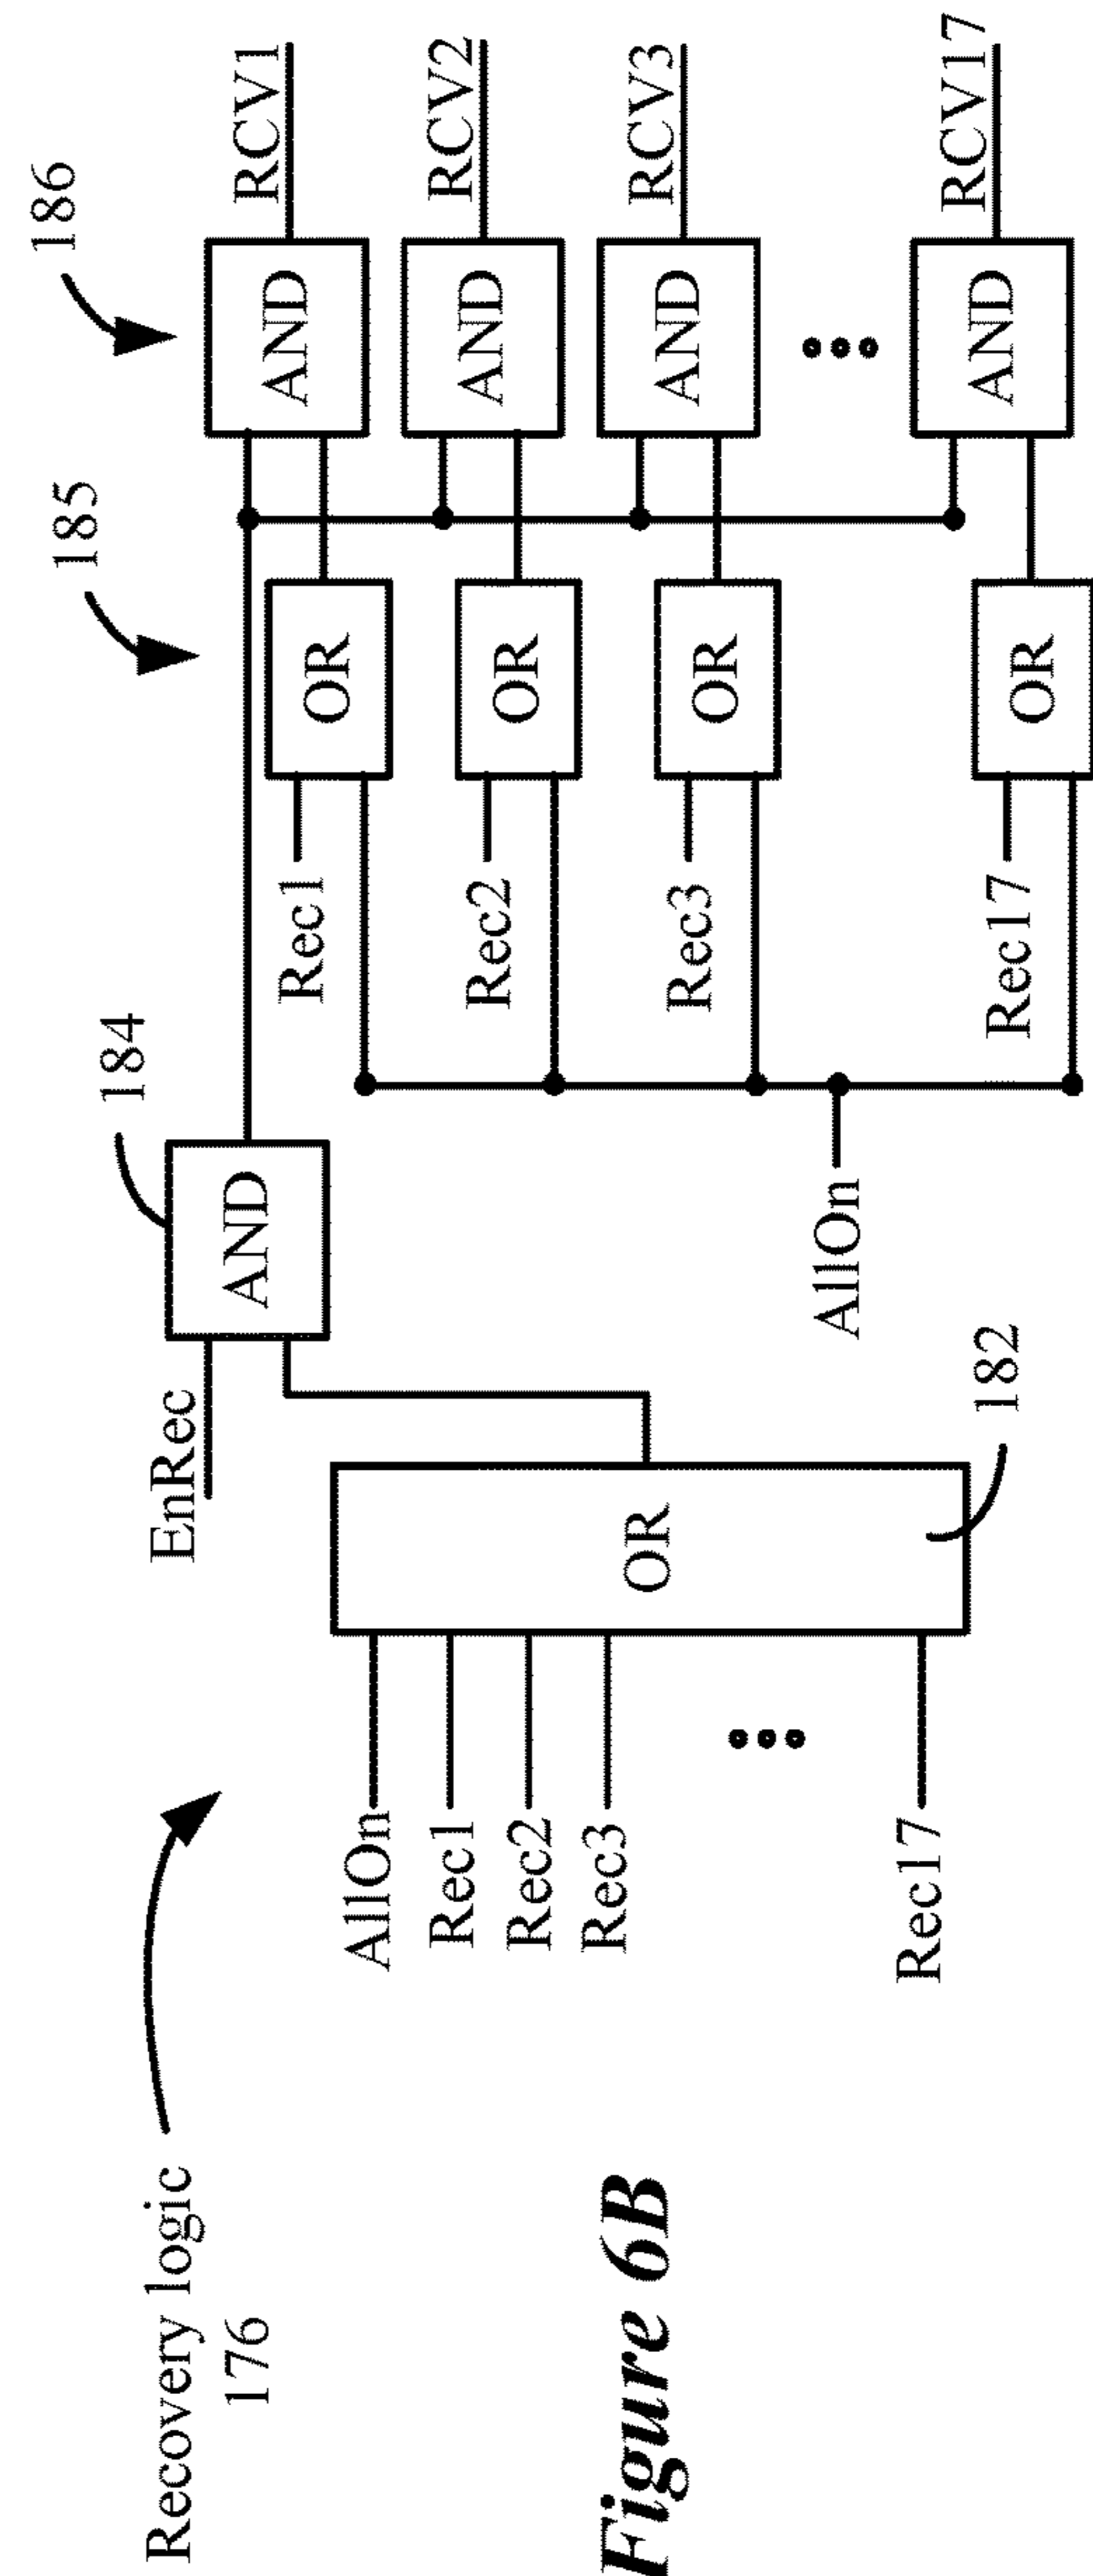 Recovery logic
176
186
185
184
EnRec
AND
AllOn
Rec1
Rec2
Rec3
Rec17
OR
182
AllOn
Rec1
OR
AND
RCV1
Rec2
OR
AND
RCV2
Rec3
OR
AND
RCV3
Rec17
OR
AND
RCV17
Figure 6B